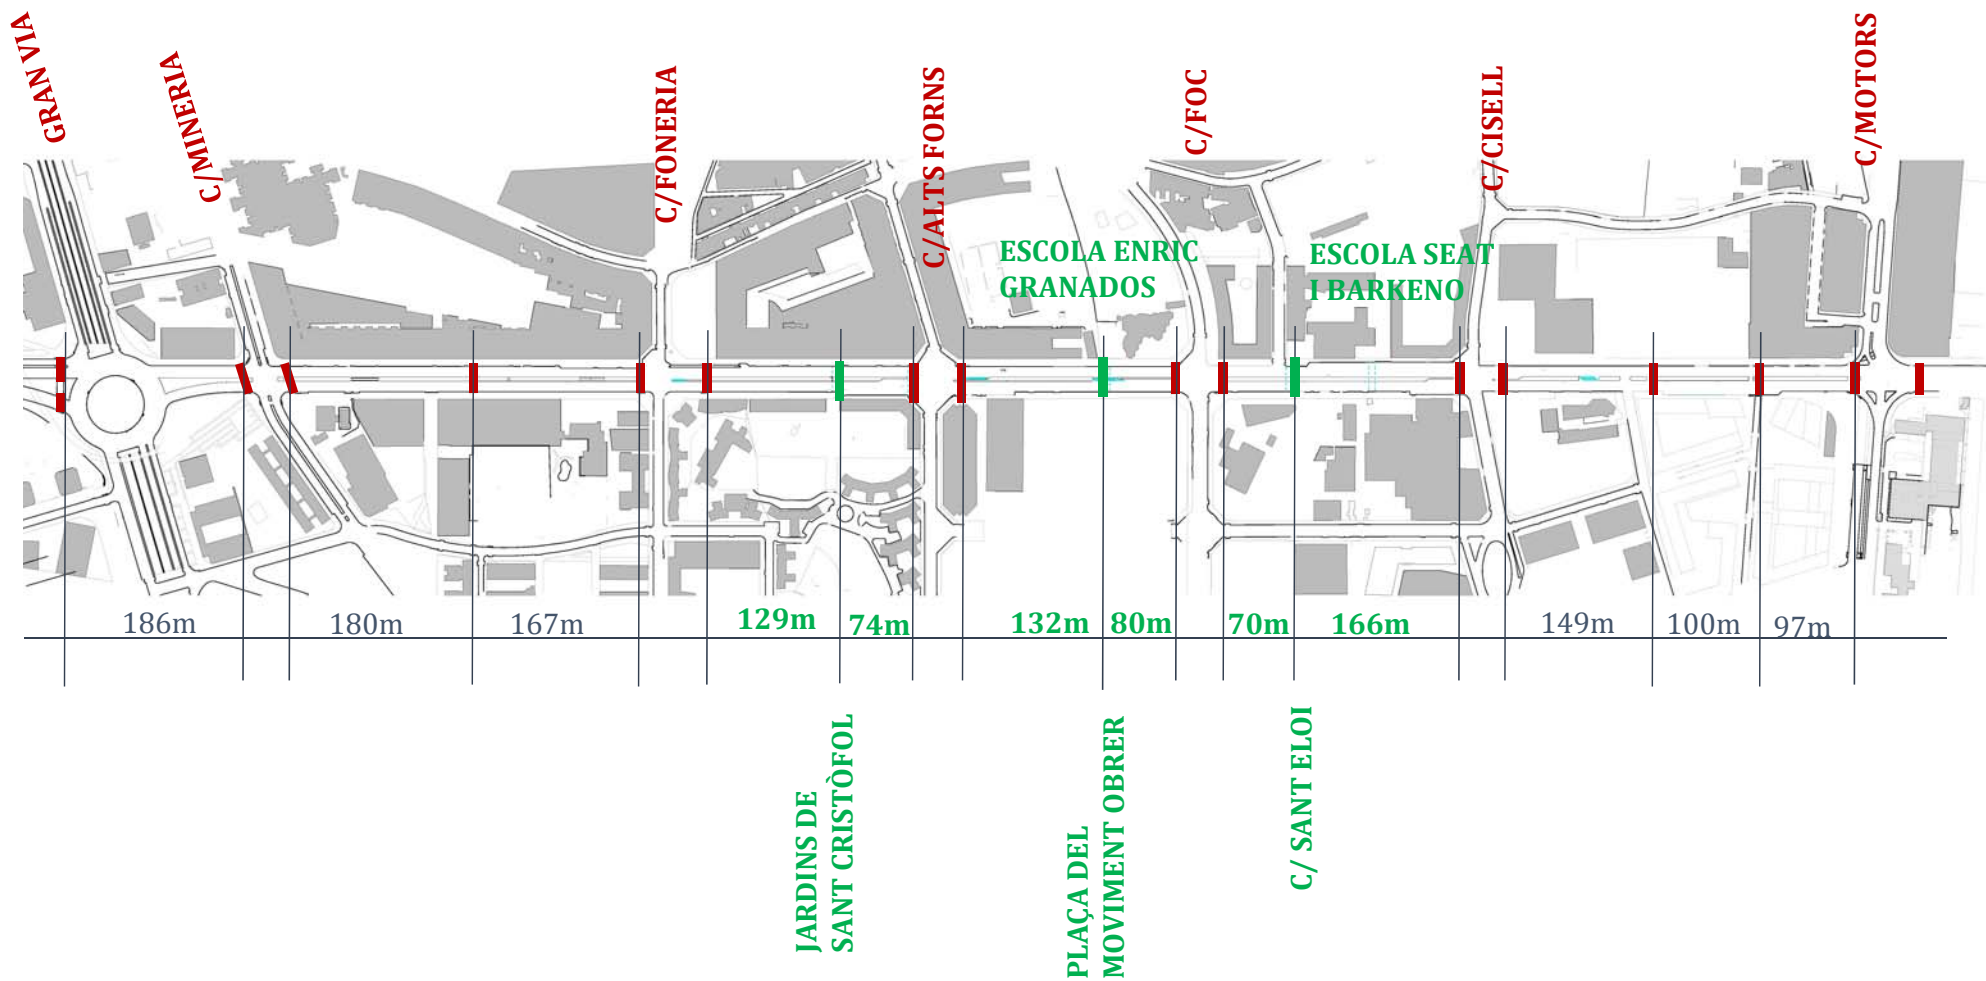 GRAN VIA
C/MINERIA
C/FONERIA
C/ALTS FORNS
C/FOC
C/CISELL
C/MOTORS
ESCOLA ENRIC
GRANADOS
ESCOLA SEAT
I BARKENO
186m
180m
167m
129m
74m
132m
80m
70m
166m
149m
100m
97m
JARDINS DE
SANT CRISTÒFOL
PLAÇA DEL
MOVIMENT OBRER
C/ SANT ELOI